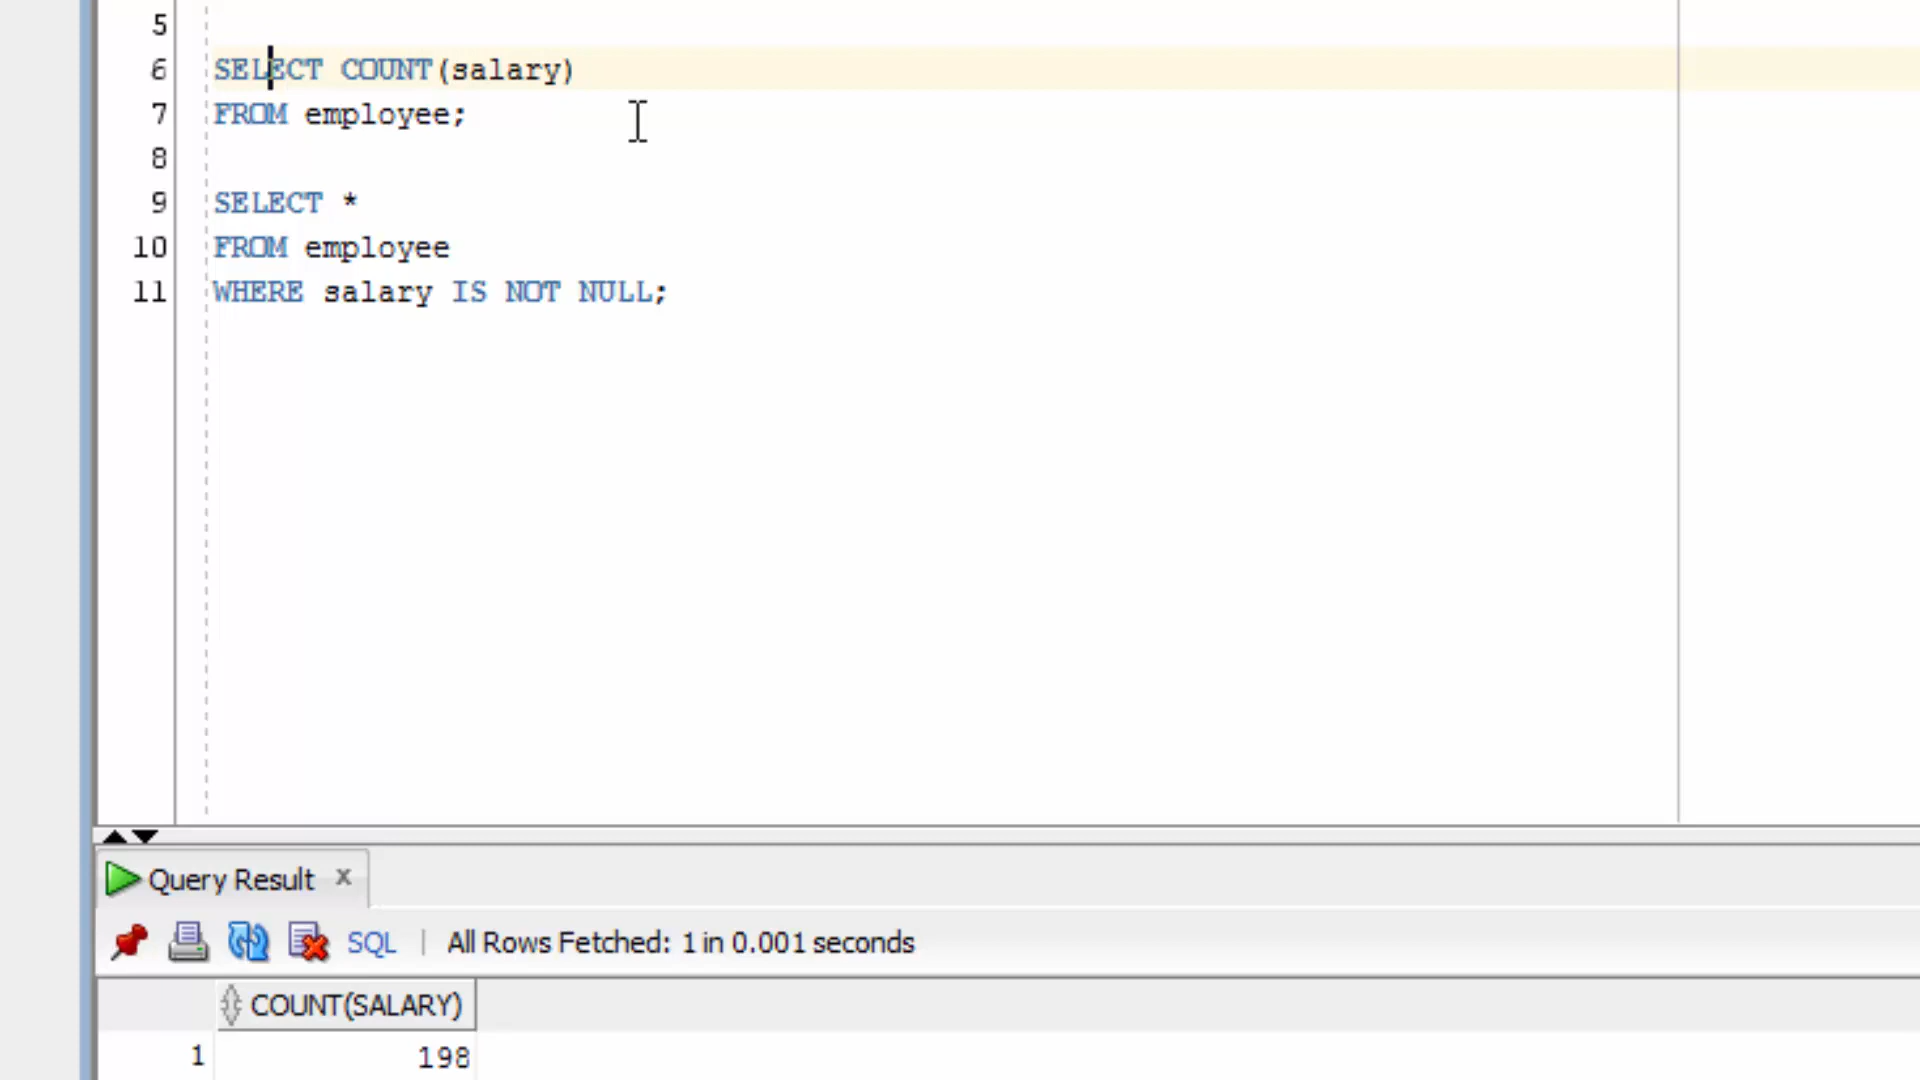 5
6 SELECT COUNT(salary)
7 FROM employee;
8
9 SELECT *
10 FROM employee
11 WHERE salary IS NOT NULL;
Query Result x
SQL | All Rows Fetched: 1 in 0.001 seconds
COUNT(SALARY)
1 198